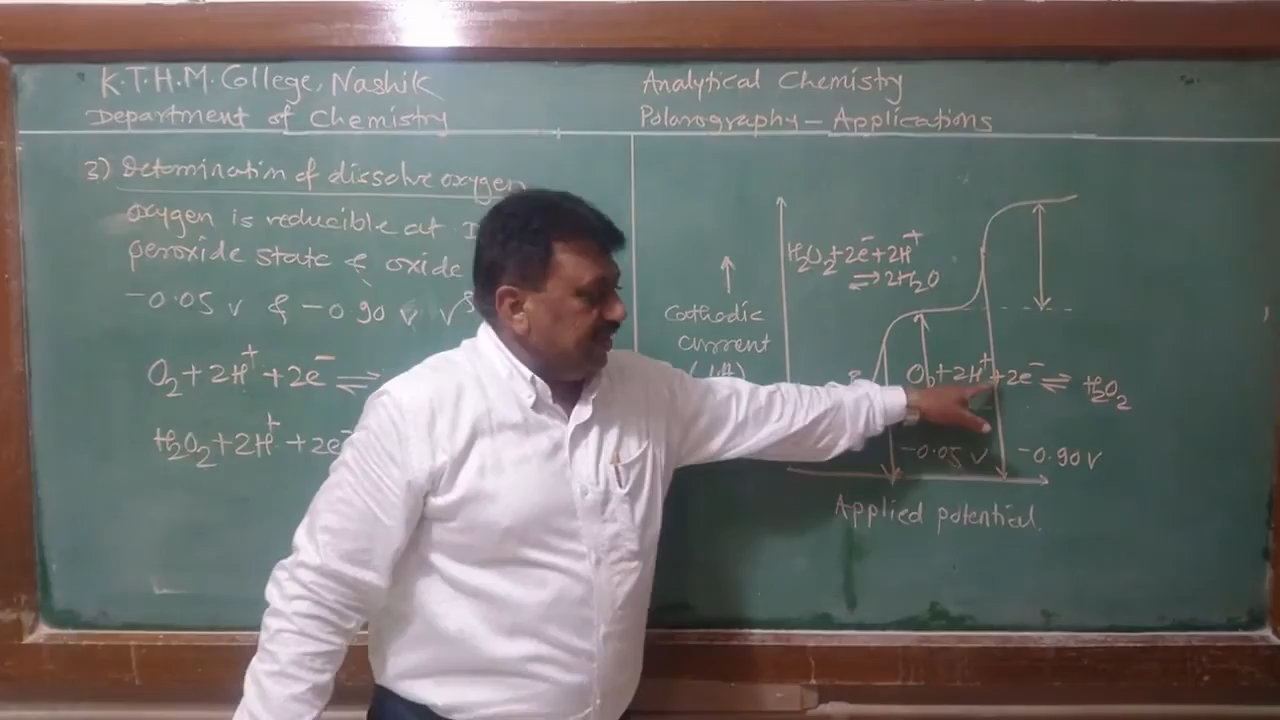 K.T.H.M. College, Nashik
Department of Chemistry
3) Determination of dissolve oxygen
oxygen is reducible at
peroxide state & oxide
-0.05 V & -0.90 V VS
O2 + 2H+ + 2e- ⇌
H2O2 + 2H+ + 2e-
Analytical Chemistry
Polarography – Applications
H2O2 + 2e- + 2H+
⇌ 2H2O
Cathodic
current
O2 + 2H+ + 2e- ⇌ H2O2
-0.05 V
-0.90 V
Applied potential.